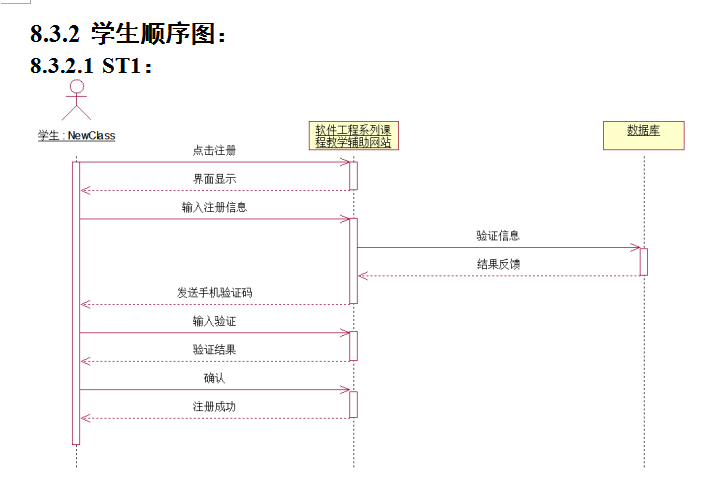 8.3.2 学生顺序图：
8.3.2.1 ST1：
学生 : NewClass
软件工程系列课
程教学辅助网站
数据库
点击注册
界面显示
输入注册信息
验证信息
结果反馈
发送手机验证码
输入验证
验证结果
确认
注册成功